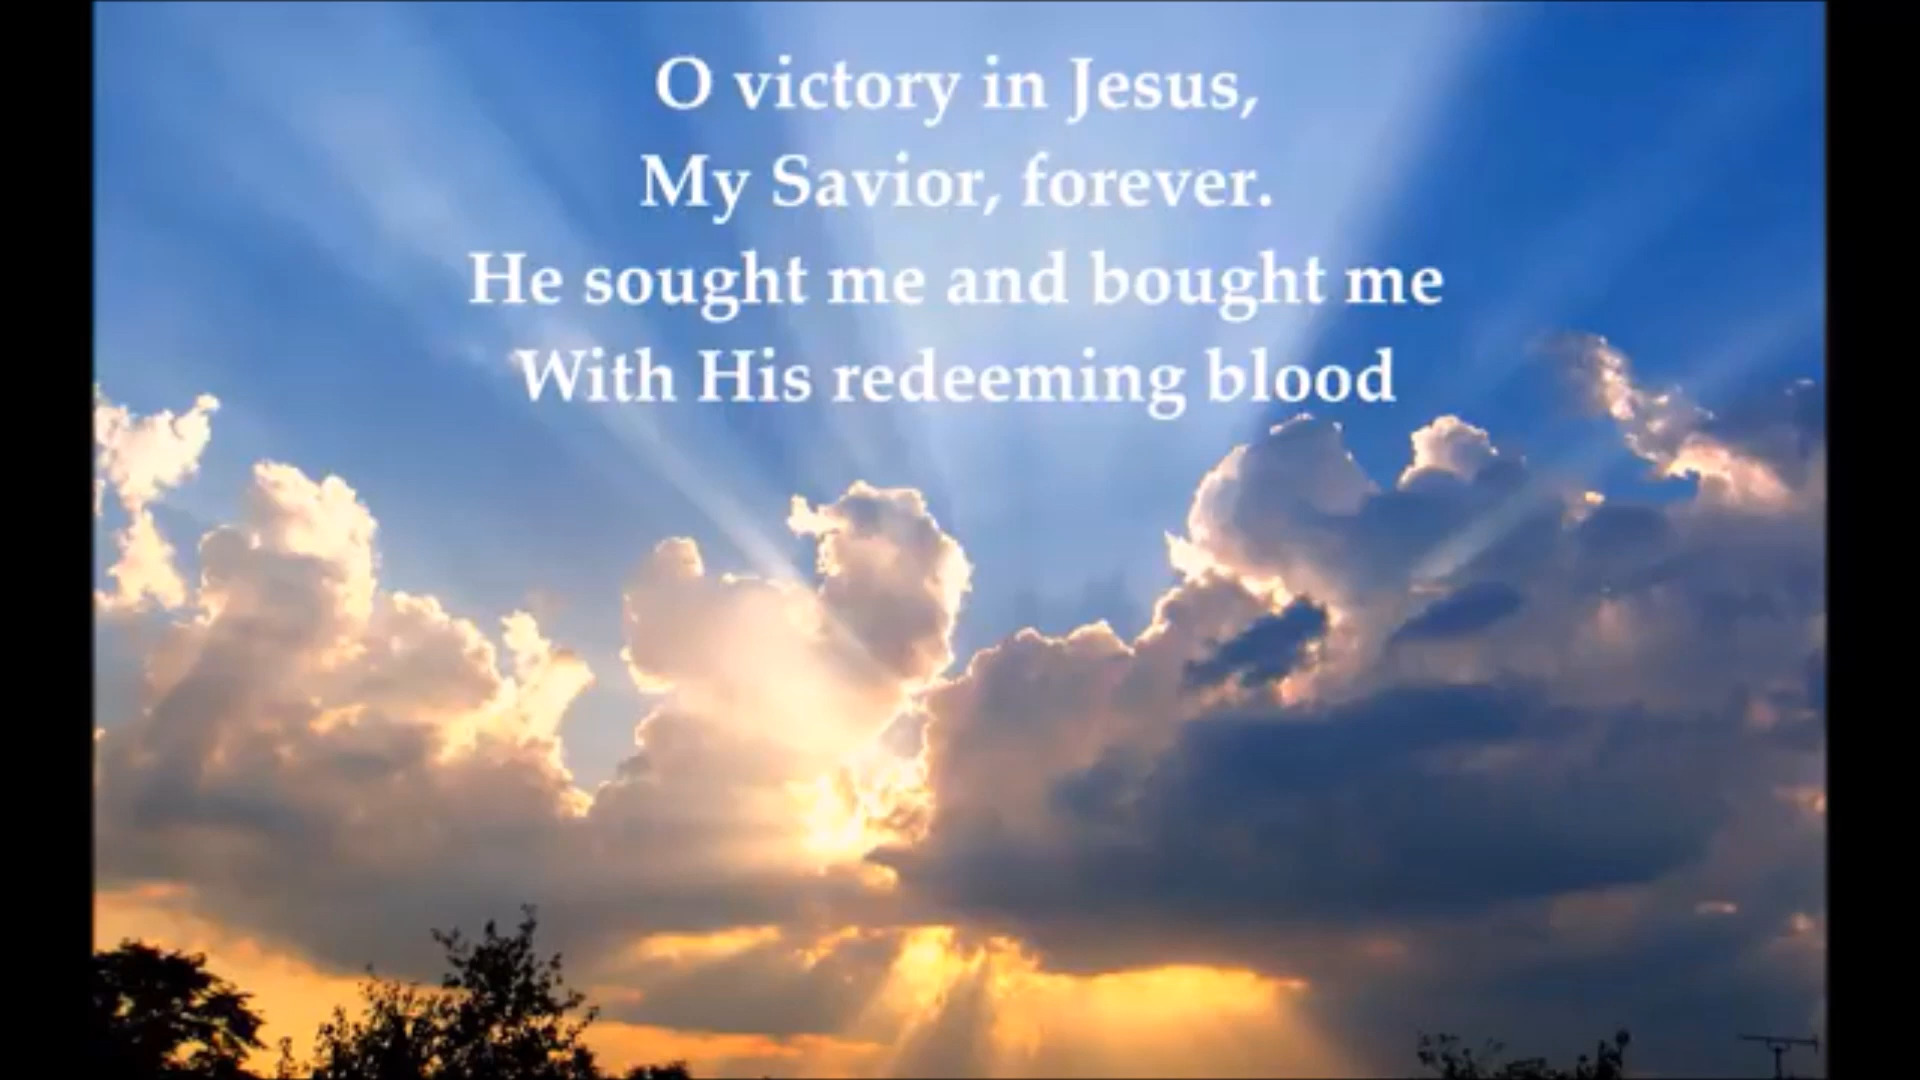 O victory in Jesus,
My Savior, forever.
He sought me and bought me
With His redeeming blood